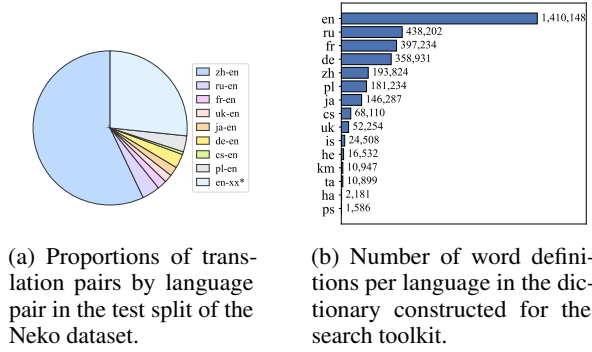 zh-en
ru-en
fr-en
uk-en
ja-en
de-en
cs-en
pl-en
en-xx*
en 1,410,148
ru 438,202
fr 397,234
de 358,931
zh 193,824
pl 181,234
ja 146,287
cs 68,110
uk 52,254
is 24,508
he 16,532
km 10,947
ta 10,899
ha 2,181
ps 1,586
(a) Proportions of trans-
lation pairs by language
pair in the test split of the
Neko dataset.
(b) Number of word defini-
tions per language in the dic-
tionary constructed for the
search toolkit.